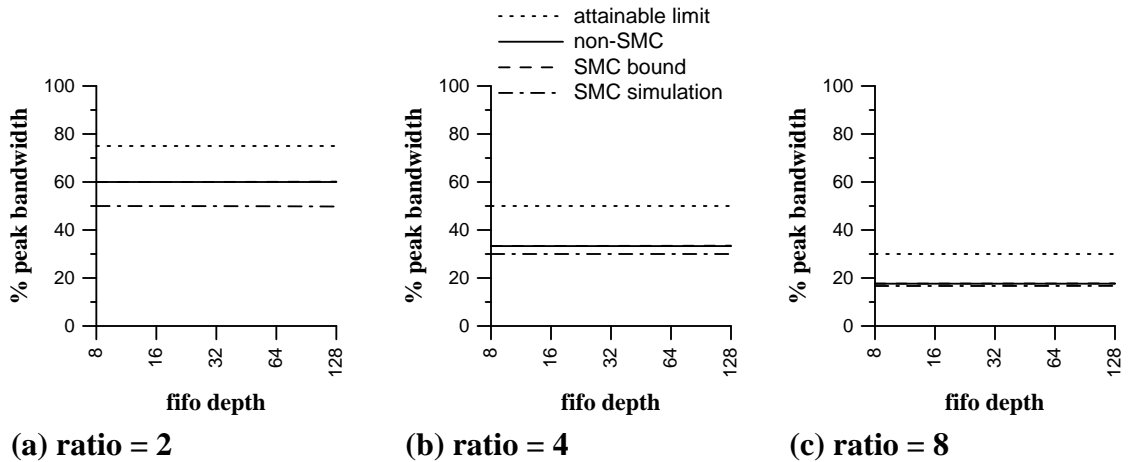 attainable limit
non-SMC
SMC bound
SMC simulation
% peak bandwidth
100
80
60
40
20
0
8
16
32
64
128
fifo depth
(a) ratio = 2
% peak bandwidth
100
80
60
40
20
0
8
16
32
64
128
fifo depth
(b) ratio = 4
% peak bandwidth
100
80
60
40
20
0
8
16
32
64
128
fifo depth
(c) ratio = 8